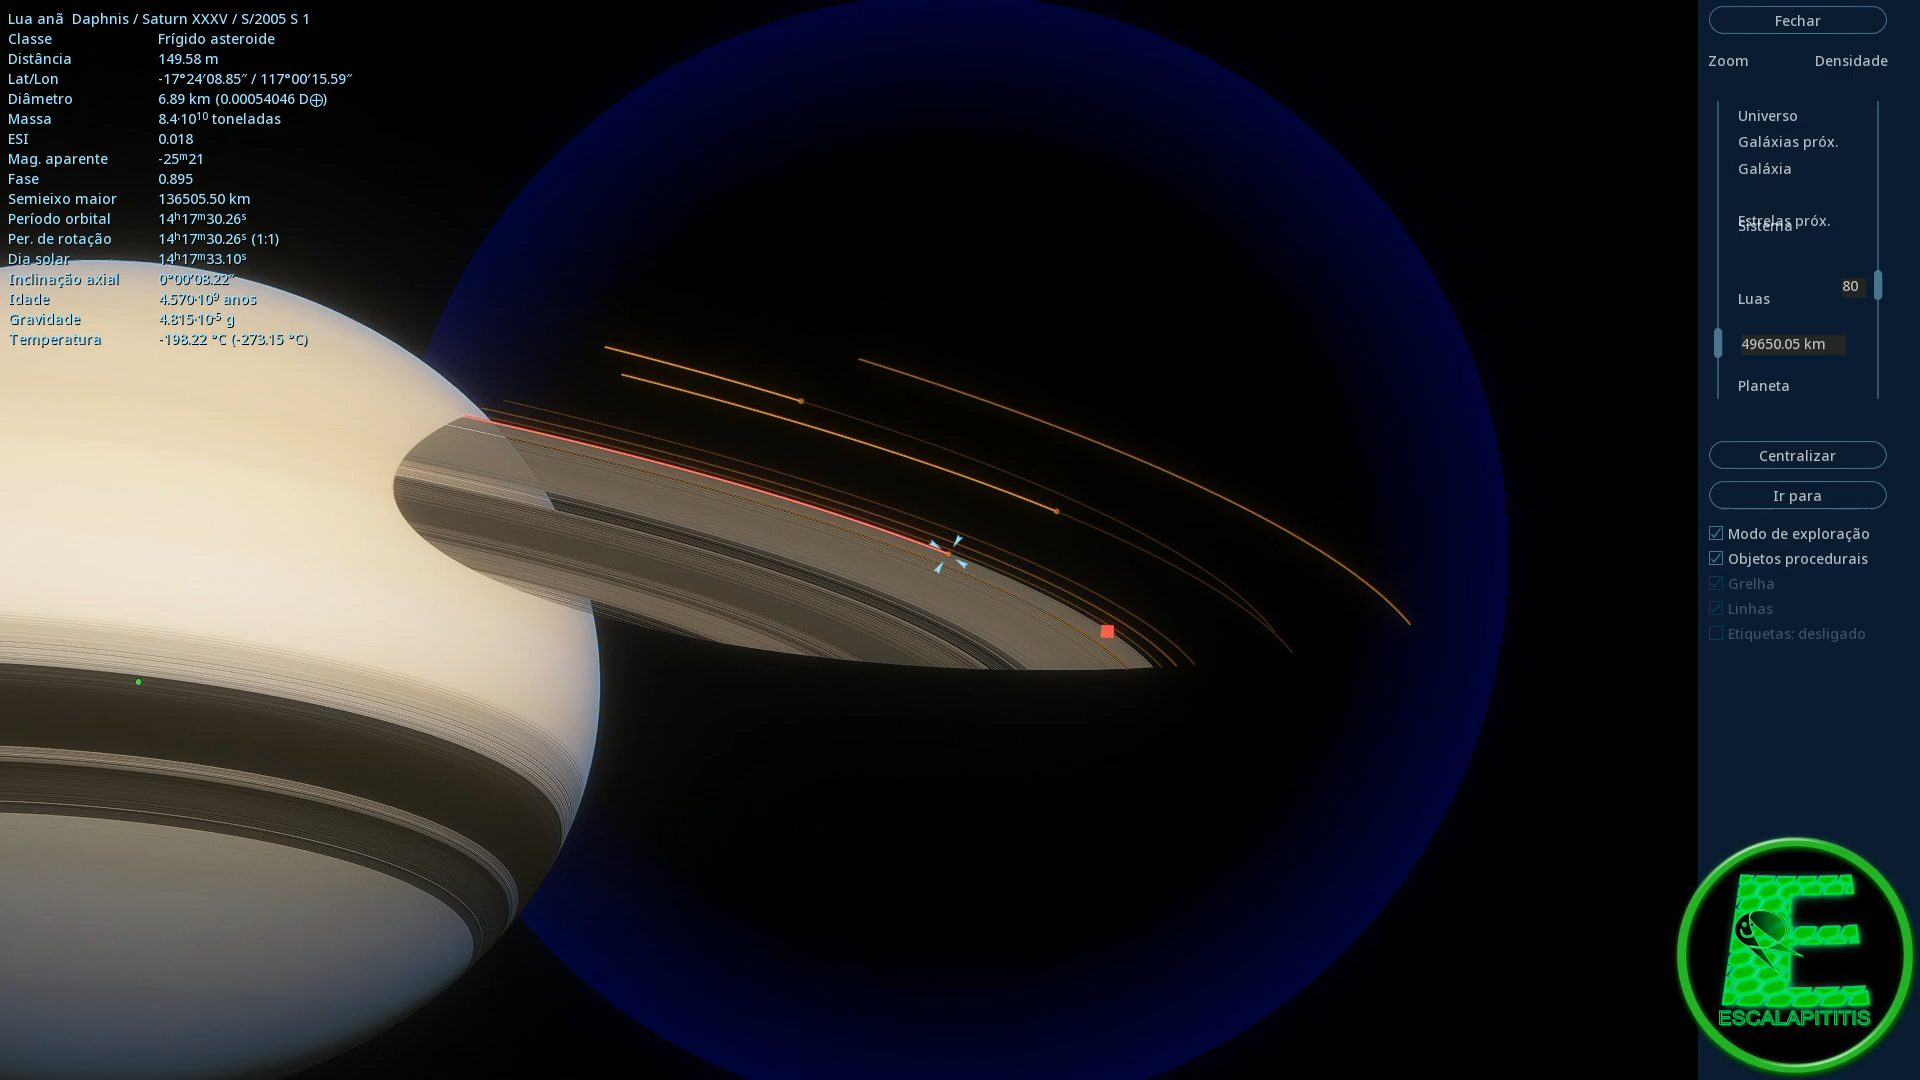 Lua anã Daphnis / Saturn XXXV / S/2005 S 1
Classe Frígido asteroide
Distância 149.58 m
Lat/Lon -17°24′08.85″ / 117°00′15.59″
Diâmetro 6.89 km (0.00054046 D⊕)
Massa 8.4·10¹⁰ toneladas
ESI 0.018
Mag. aparente -25ᵐ21
Fase 0.895
Semieixo maior 136505.50 km
Período orbital 14ʰ17ᵐ30.26ˢ
Per. de rotação 14ʰ17ᵐ30.26ˢ (1:1)
Dia solar 14ʰ17ᵐ33.10ˢ
Inclinação axial 0°00′08.22″
Idade 4.570·10⁹ anos
Gravidade 4.815·10⁻⁵ g
Temperatura -198.22 °C (-273.15 °C)
Fechar
Zoom Densidade
Universo
Galáxias próx.
Galáxia
Estrelas próx.
Sistema
80
Luas
49650.05 km
Planeta
Centralizar
Ir para
Modo de exploração
Objetos procedurais
Grelha
Linhas
Etiquetas: desligado
E
ESCALAPITITIS